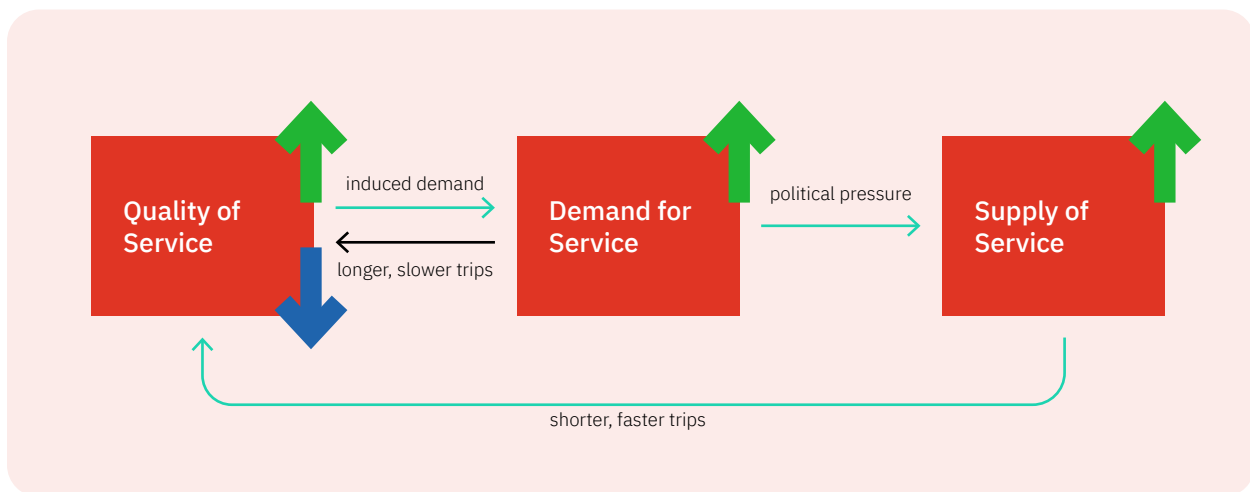 Quality of
Service
induced demand
longer, slower trips
Demand for
Service
political pressure
Supply of
Service
shorter, faster trips